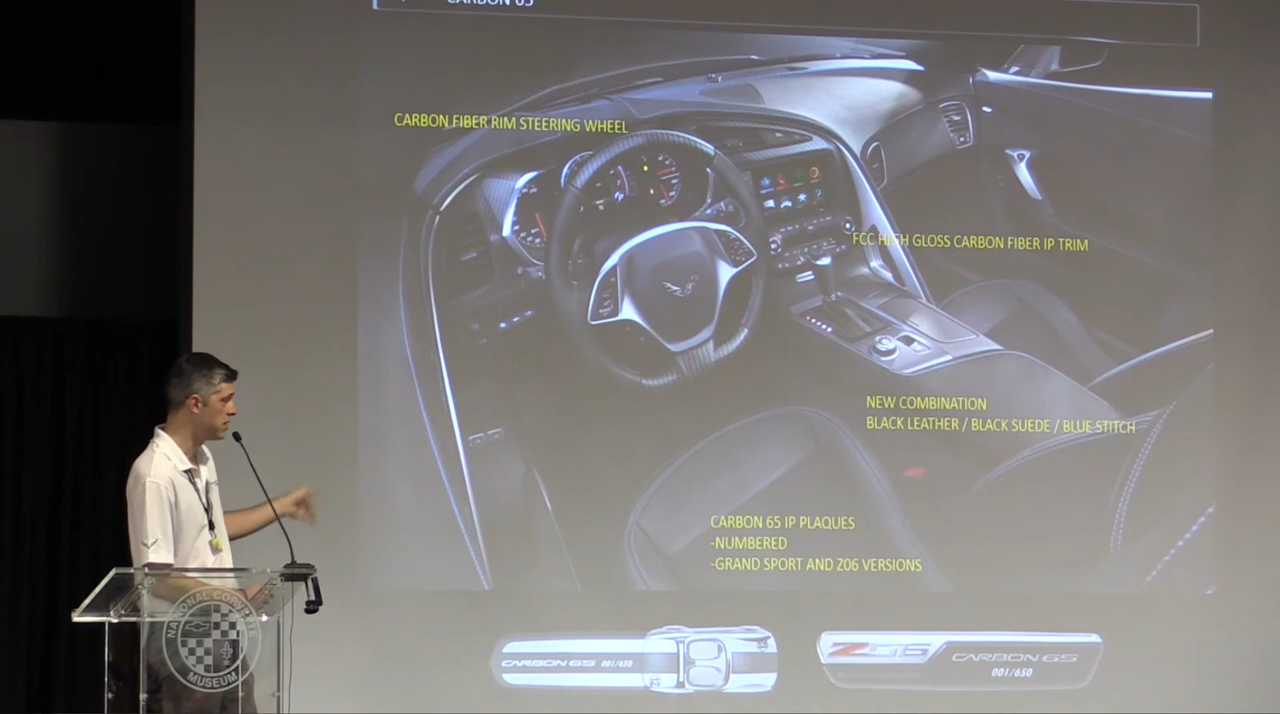 CARBON 65
CARBON FIBER RIM STEERING WHEEL
FCC HIGH GLOSS CARBON FIBER IP TRIM
NEW COMBINATION
BLACK LEATHER / BLACK SUEDE / BLUE STITCH
CARBON 65 IP PLAQUES
-NUMBERED
-GRAND SPORT AND Z06 VERSIONS
CARBON 65 001/650
Z06 CARBON 65
001/650
NATIONAL CORVETTE
MUSEUM